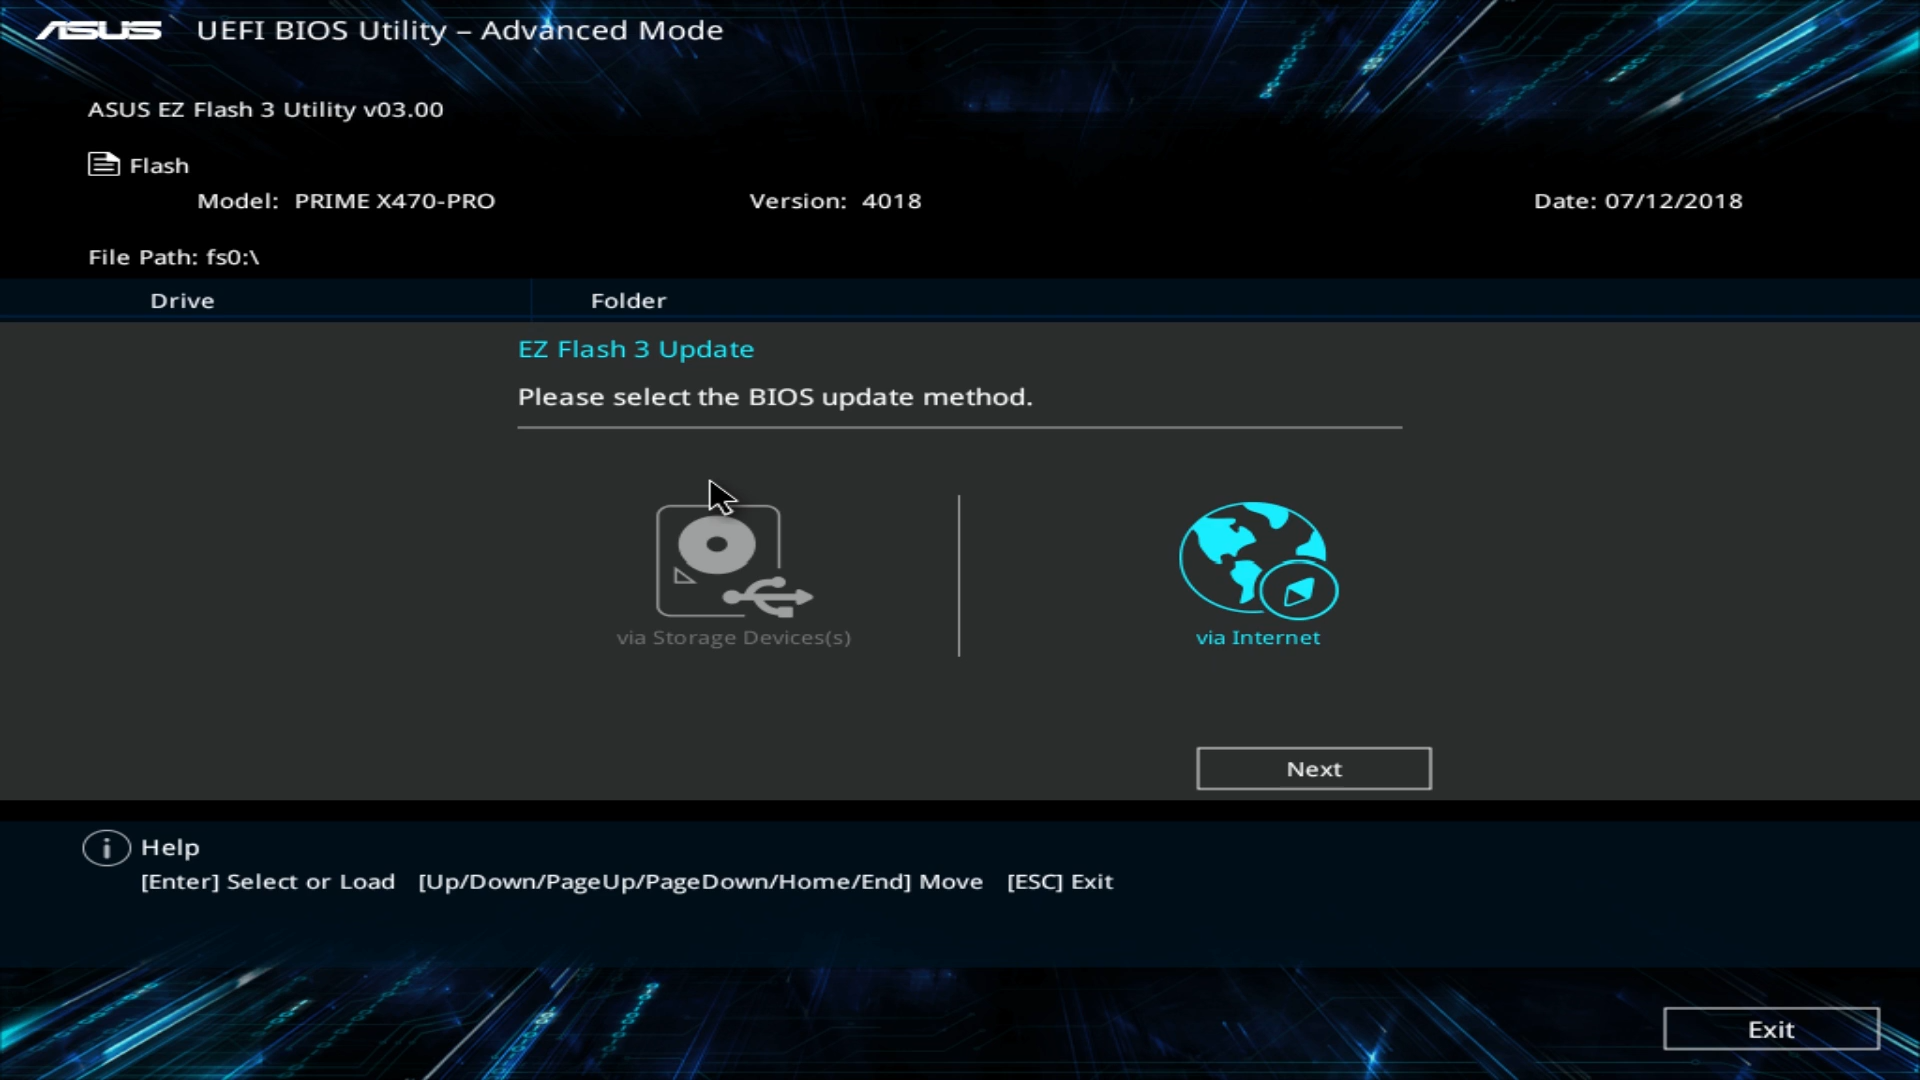 ASUS UEFI BIOS Utility – Advanced Mode
ASUS EZ Flash 3 Utility v03.00
Flash
Model: PRIME X470-PRO Version: 4018 Date: 07/12/2018
File Path: fs0:\
Drive Folder
EZ Flash 3 Update
Please select the BIOS update method.
via Storage Devices(s) via Internet
Next
Help
[Enter] Select or Load [Up/Down/PageUp/PageDown/Home/End] Move [ESC] Exit
Exit